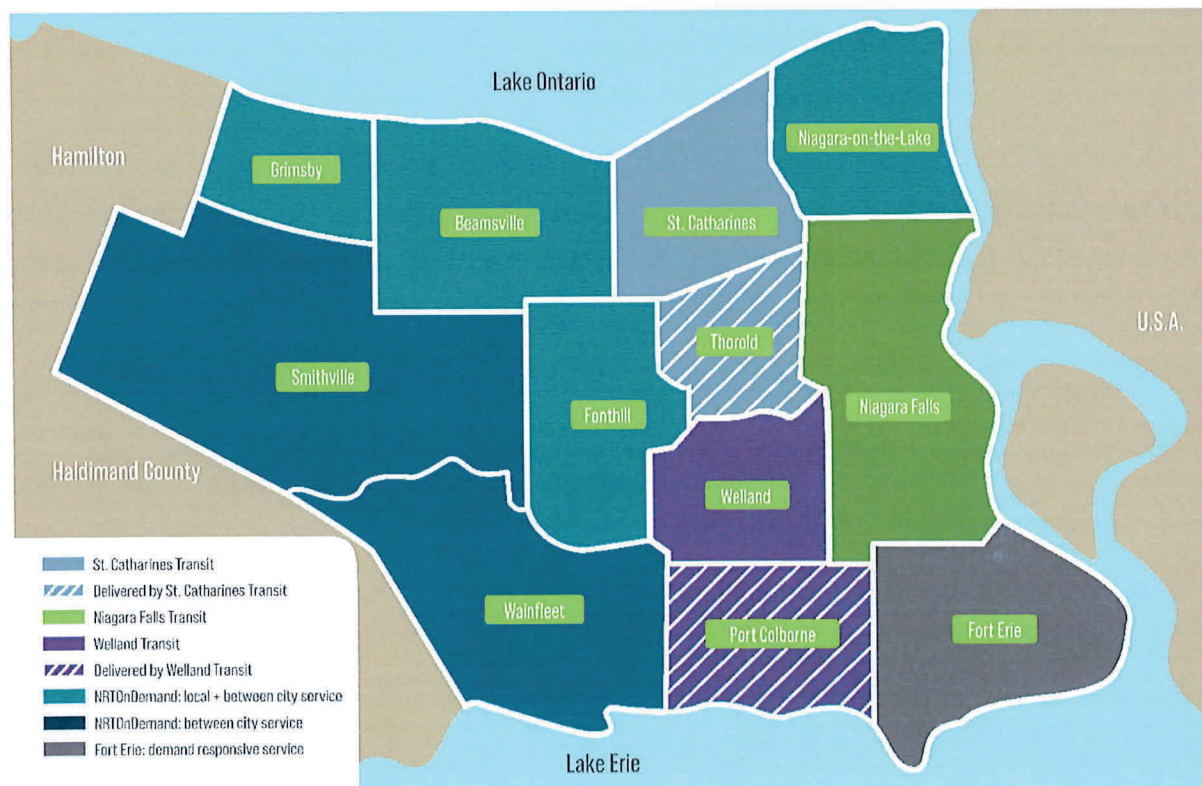 Lake Ontario
Hamilton
Grimsby
Niagara-on-the-Lake
Beamsville
St. Catharines
U.S.A.
Thorold
Smithville
Fonthill
Niagara Falls
Haldimand County
Welland
Wainfleet
Port Colborne
Fort Erie
Lake Erie
St. Catharines Transit
Delivered by St. Catharines Transit
Niagara Falls Transit
Welland Transit
Delivered by Welland Transit
NRTOnDemand: local + between city service
NRTOnDemand: between city service
Fort Erie: demand responsive service